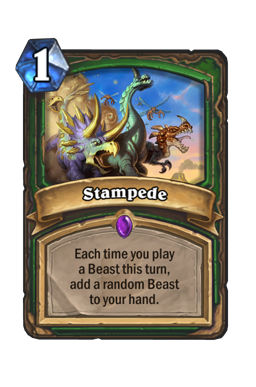 1
Stampede
Each time you play
a Beast this turn,
add a random Beast
to your hand.